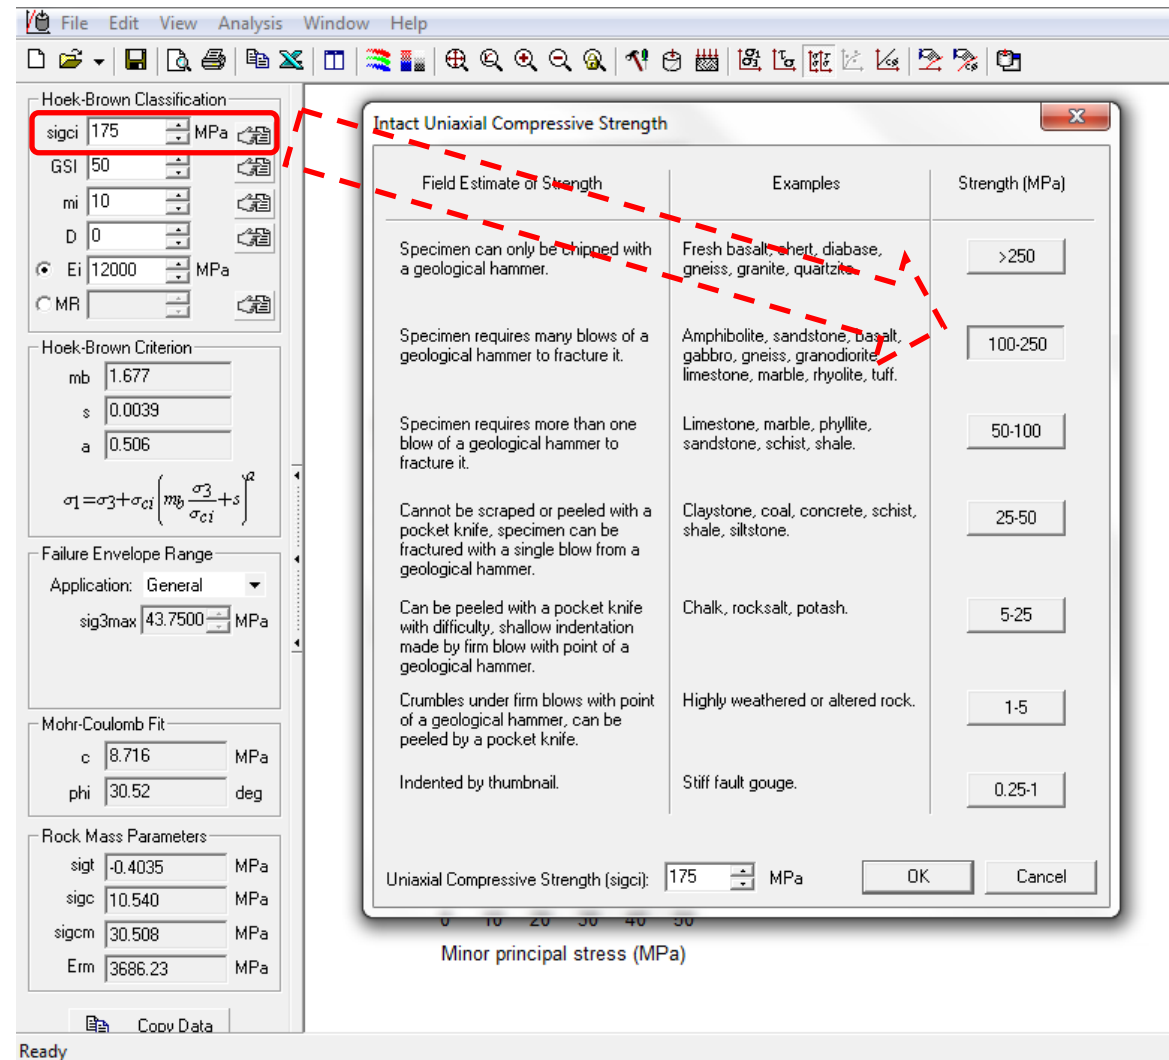 File Edit View Analysis Window Help
Hoek-Brown Classification
sigci 175 MPa
GSI 50
mi 10
D 0
Ei 12000 MPa
MR
Hoek-Brown Criterion
mb 1.677
s 0.0039
a 0.506
σ1=σ3+σci(mb σ3/σci+s)^a
Failure Envelope Range
Application: General
sig3max 43.7500 MPa
Mohr-Coulomb Fit
c 8.716 MPa
phi 30.52 deg
Rock Mass Parameters
sigt -0.4035 MPa
sigc 10.540 MPa
sigcm 30.508 MPa
Erm 3686.23 MPa
Copy Data
Ready
Intact Uniaxial Compressive Strength
Field Estimate of Strength Examples Strength (MPa)
Specimen can only be chipped with
a geological hammer.
Fresh basalt, chert, diabase,
gneiss, granite, quartzite.
>250
Specimen requires many blows of a
geological hammer to fracture it.
Amphibolite, sandstone, basalt,
gabbro, gneiss, granodiorite,
limestone, marble, rhyolite, tuff.
100-250
Specimen requires more than one
blow of a geological hammer to
fracture it.
Limestone, marble, phyllite,
sandstone, schist, shale.
50-100
Cannot be scraped or peeled with a
pocket knife, specimen can be
fractured with a single blow from a
geological hammer.
Claystone, coal, concrete, schist,
shale, siltstone.
25-50
Can be peeled with a pocket knife
with difficulty, shallow indentation
made by firm blow with point of a
geological hammer.
Chalk, rocksalt, potash.
5-25
Crumbles under firm blows with point
of a geological hammer, can be
peeled by a pocket knife.
Highly weathered or altered rock.
1-5
Indented by thumbnail.
Stiff fault gouge.
0.25-1
Uniaxial Compressive Strength (sigci): 175 MPa OK Cancel
0 10 20 30 40 50
Minor principal stress (MPa)